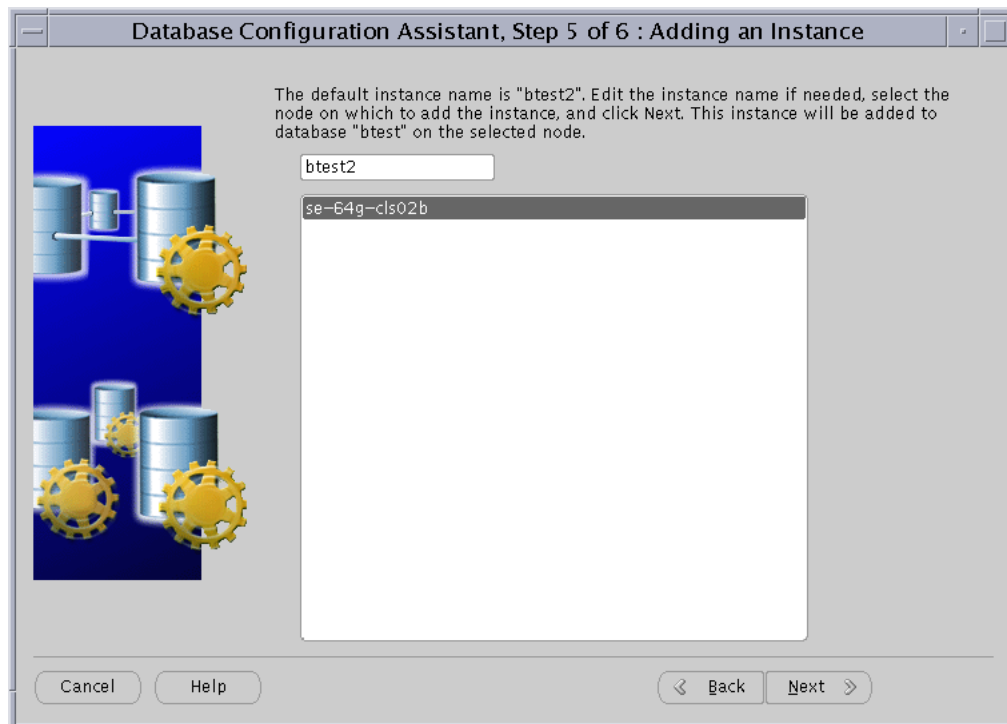 Database Configuration Assistant, Step 5 of 6 : Adding an Instance
The default instance name is "btest2". Edit the instance name if needed, select the
node on which to add the instance, and click Next. This instance will be added to
database "btest" on the selected node.
btest2
se-64g-cls02b
Cancel
Help
Back
Next